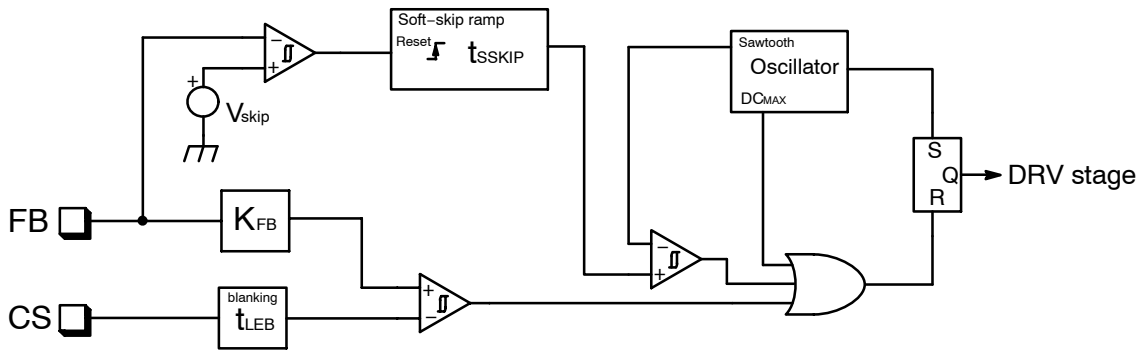 Soft-skip ramp
Reset
tSSKIP
Sawtooth
Oscillator
DCMAX
−
+
+
Vskip
S
Q
R
DRV stage
FB
KFB
−
+
CS
blanking
tLEB
+
−